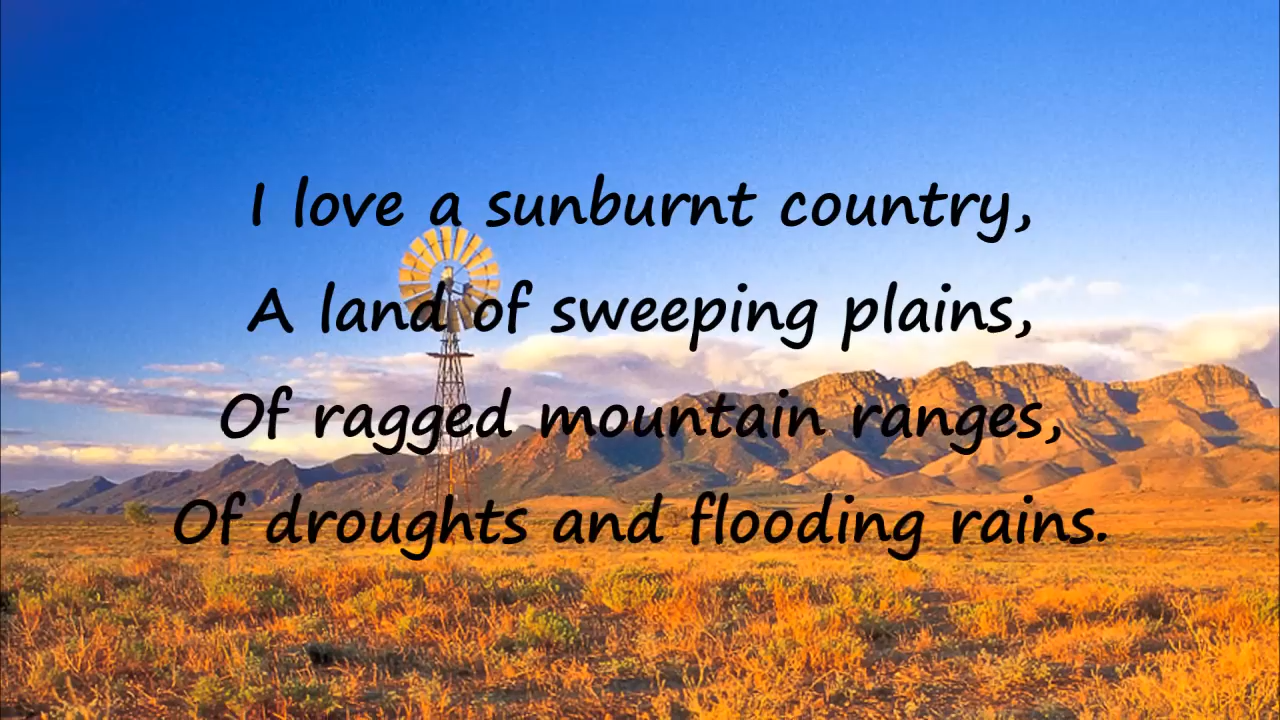 I love a sunburnt country,
A land of sweeping plains,
Of ragged mountain ranges,
Of droughts and flooding rains.